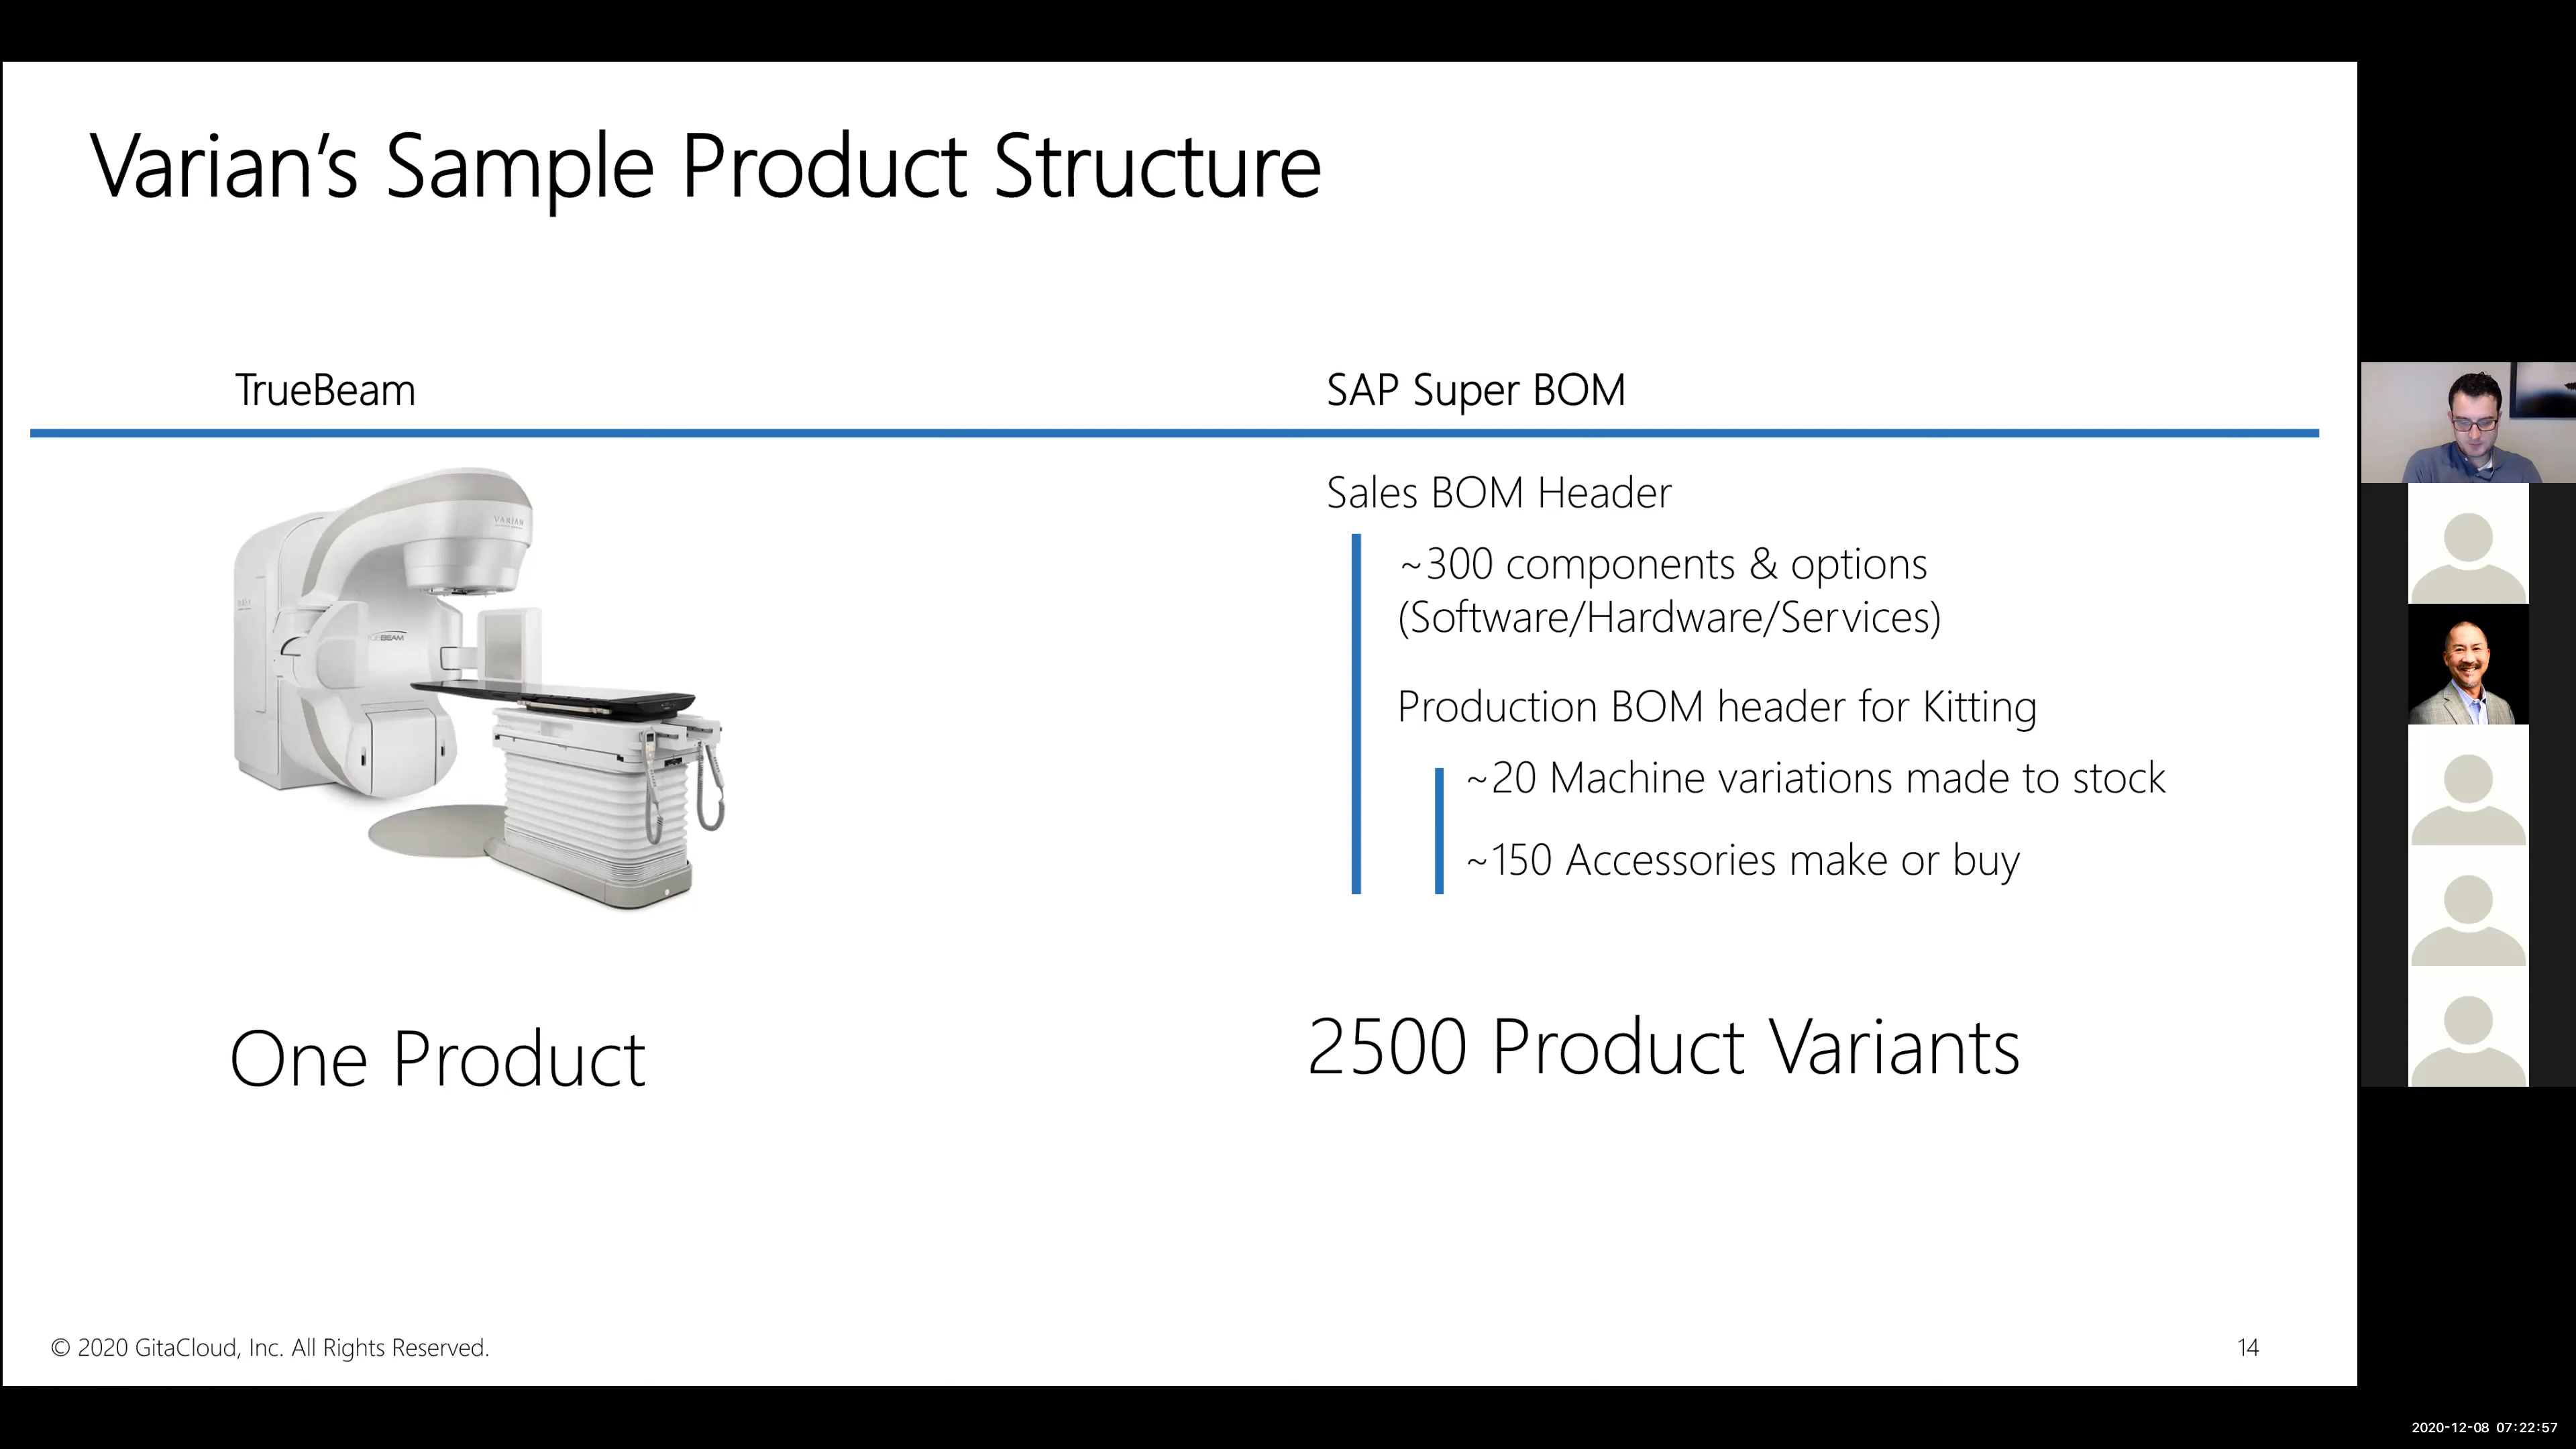 Varian's Sample Product Structure
TrueBeam
SAP Super BOM
VARIAN
Sales BOM Header
~300 components & options
(Software/Hardware/Services)
Production BOM header for Kitting
~20 Machine variations made to stock
~150 Accessories make or buy
One Product
2500 Product Variants
© 2020 GitaCloud, Inc. All Rights Reserved.
14
2020-12-08 07:22:57